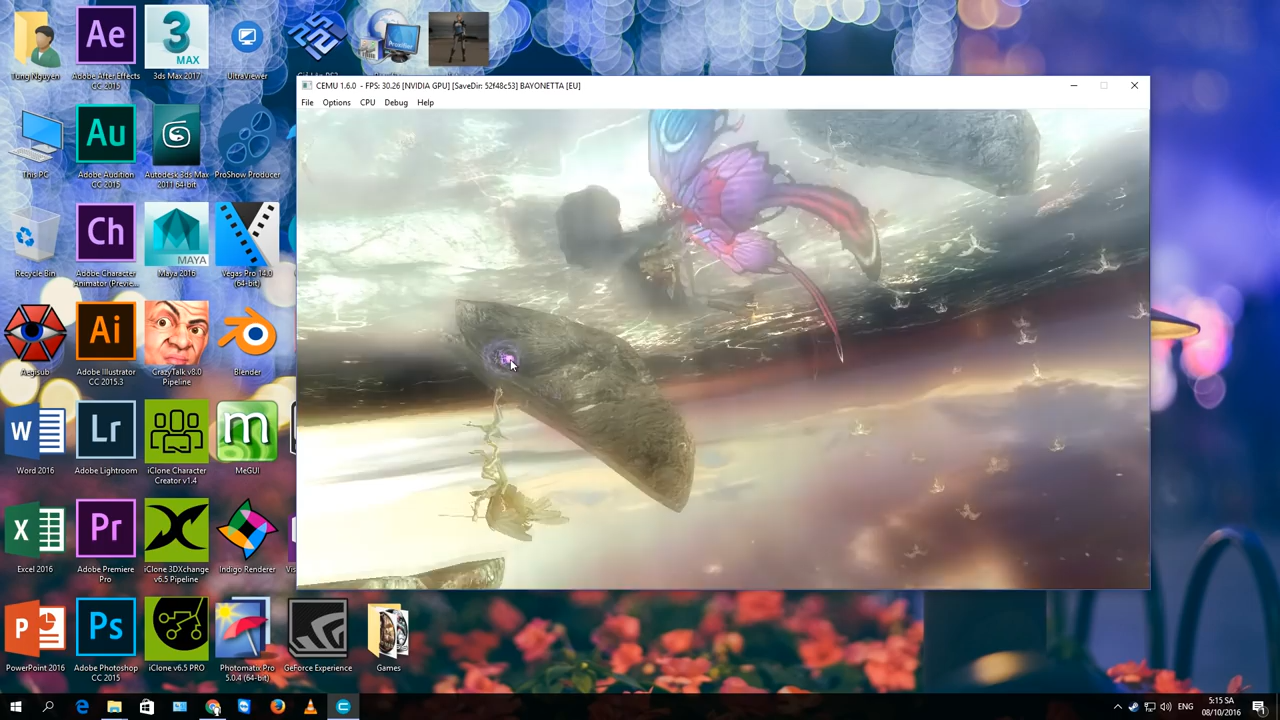 CEMU 1.6.0 - FPS: 30.26 [NVIDIA GPU] [SaveDir: 52f48c53] BAYONETTA [EU]
File Options CPU Debug Help
Ae
3
MAX
Proxifier
Tung Nguyen
Adobe After Effects CC 2015
3ds Max 2017
UltraViewer
Au
S
This PC
Adobe Audition CC 2015
Autodesk 3ds Max 2011 64-bit
ProShow Producer
Ch
MAYA
Recycle Bin
Adobe Character Animator (Previe...
Maya 2016
Vegas Pro 14.0 (64-bit)
Ai
Aegisub
Adobe Illustrator CC 2015.3
CrazyTalk v8.0 Pipeline
Blender
W
Lr
m
Word 2016
Adobe Lightroom
iClone Character Creator v1.4
MeGUI
X
Pr
Excel 2016
Adobe Premiere Pro
iClone 3DXchange v6.5 Pipeline
Indigo Renderer
P
Ps
PowerPoint 2016
Adobe Photoshop CC 2015
iClone v6.5 PRO
Photomatix Pro 5.0.4 (64-bit)
GeForce Experience
Games
ENG
5:15 SA
08/10/2016
1